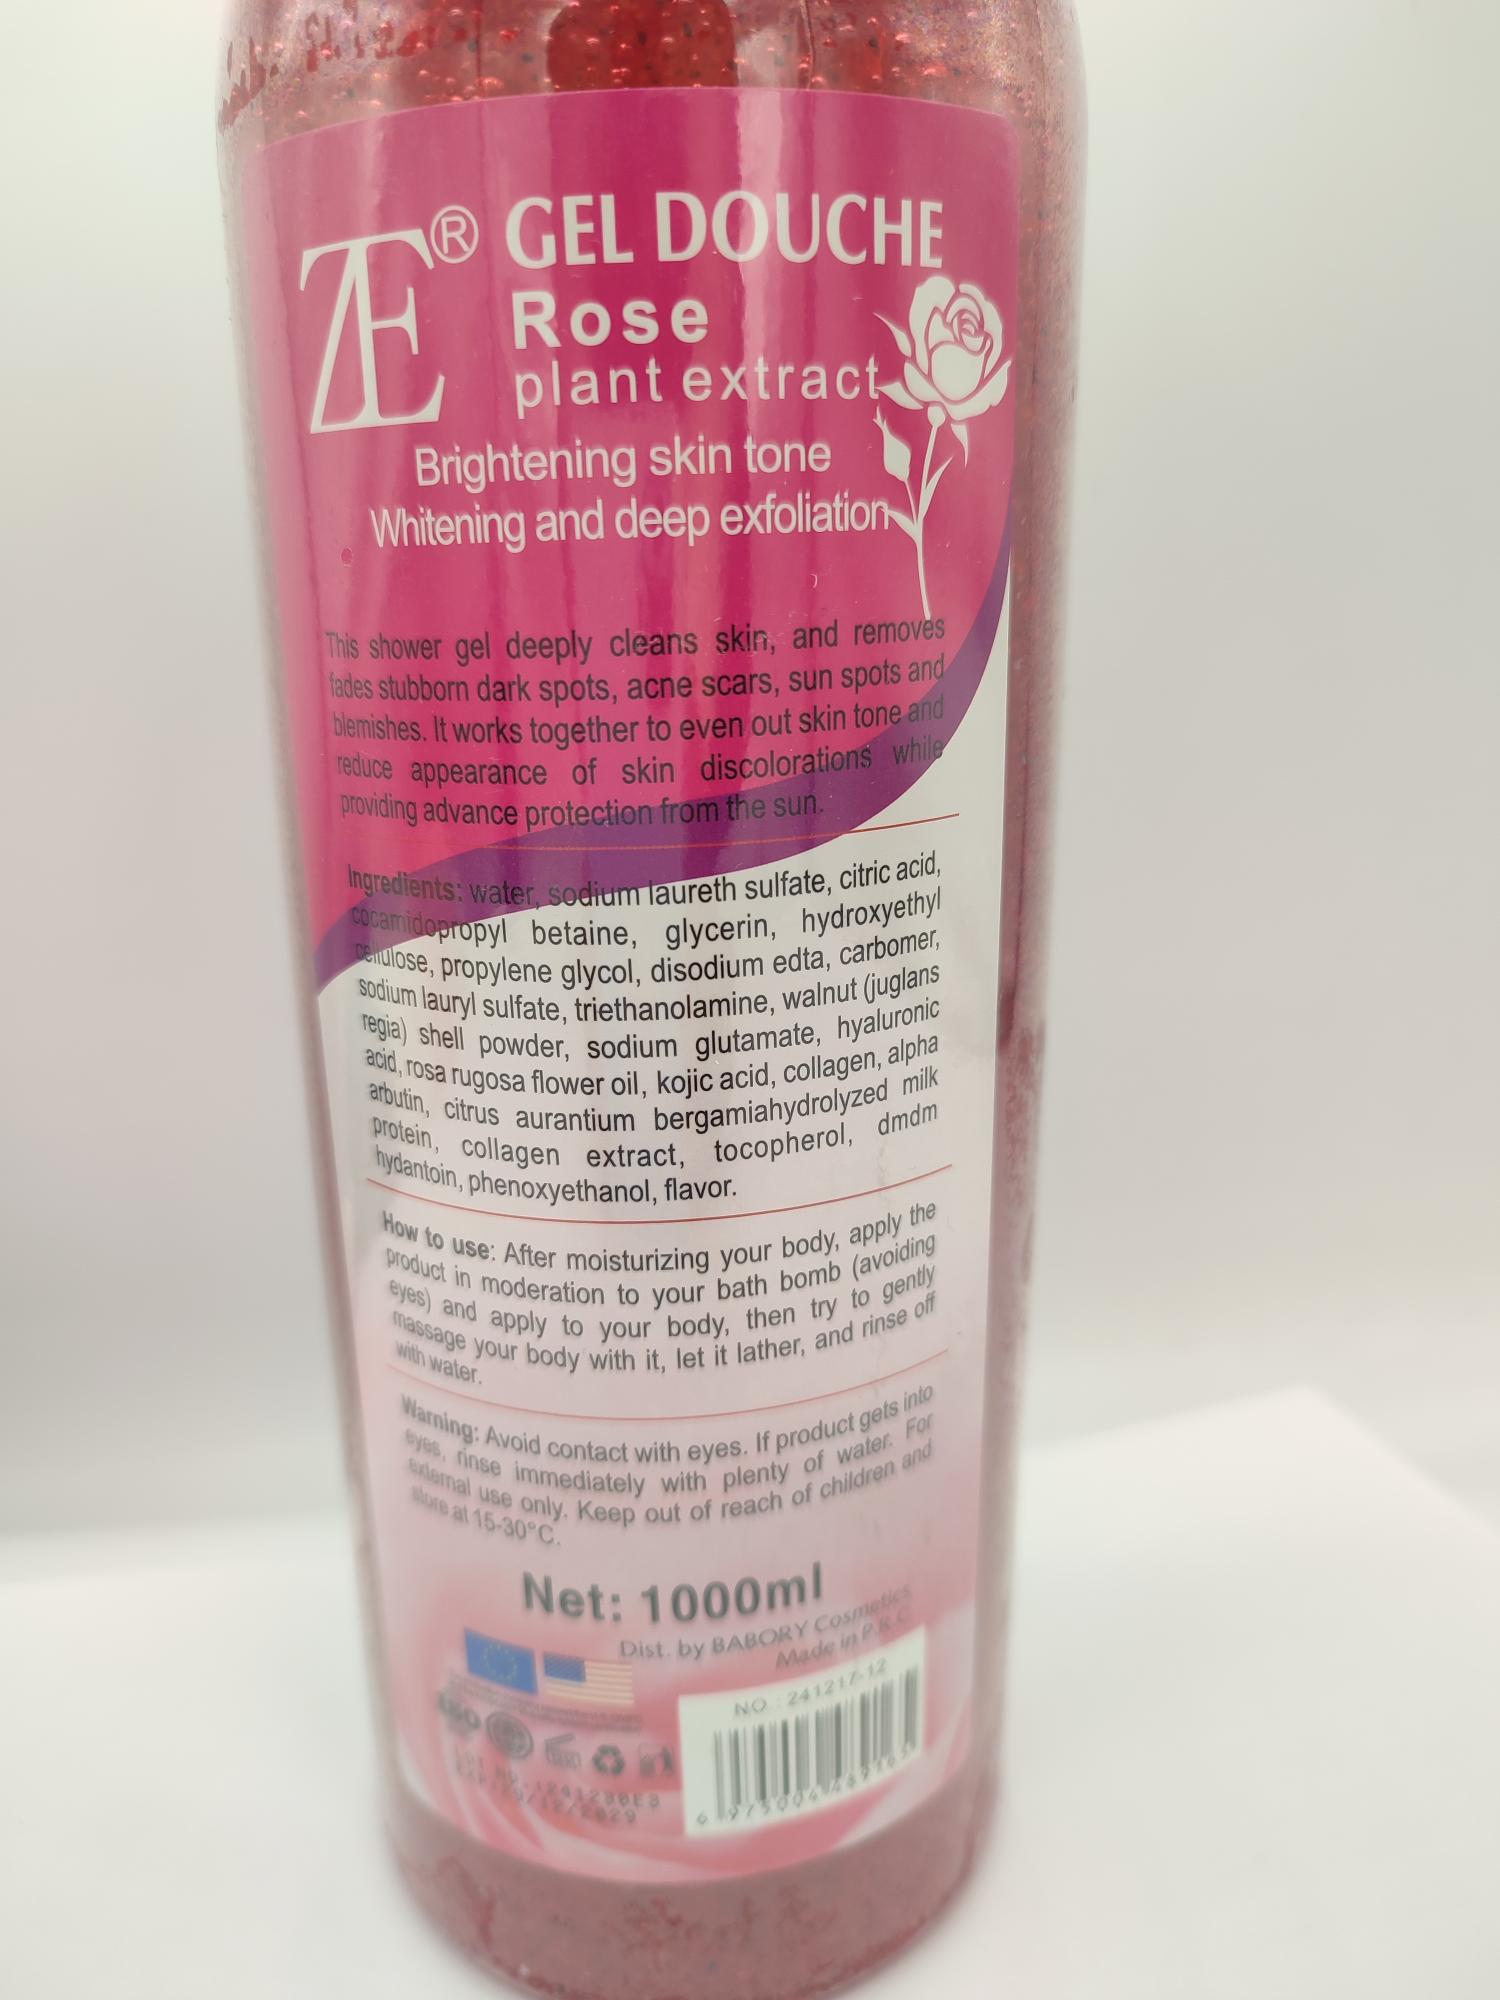 ZE® GEL DOUCHE
Rose
plant extract
Brightening skin tone
Whitening and deep exfoliation
This shower gel deeply cleans skin, and removes
fades stubborn dark spots, acne scars, sun spots and
blemishes. It works together to even out skin tone and
reduce appearance of skin discolorations while
providing advance protection from the sun.
Ingredients: water, sodium laureth sulfate, citric acid,
cocamidopropyl betaine, glycerin, hydroxyethyl
cellulose, propylene glycol, disodium edta, carbomer,
sodium lauryl sulfate, triethanolamine, walnut (juglans
regia) shell powder, sodium glutamate, hyaluronic
acid, rosa rugosa flower oil, kojic acid, collagen, alpha
arbutin, citrus aurantium bergamiahydrolyzed milk
protein, collagen extract, tocopherol, dmdm
hydantoin, phenoxyethanol, flavor.
How to use: After moisturizing your body, apply the
product in moderation to your bath bomb (avoiding
eyes) and apply to your body, then try to gently
massage your body with it, let it lather, and rinse off
with water.
Warning: Avoid contact with eyes. If product gets into
eyes, rinse immediately with plenty of water. For
external use only. Keep out of reach of children and
store at 15-30°C.
Net: 1000ml
Dist. by BABORY Cosmetics
Made in P.R.C
NO.: 241217-12